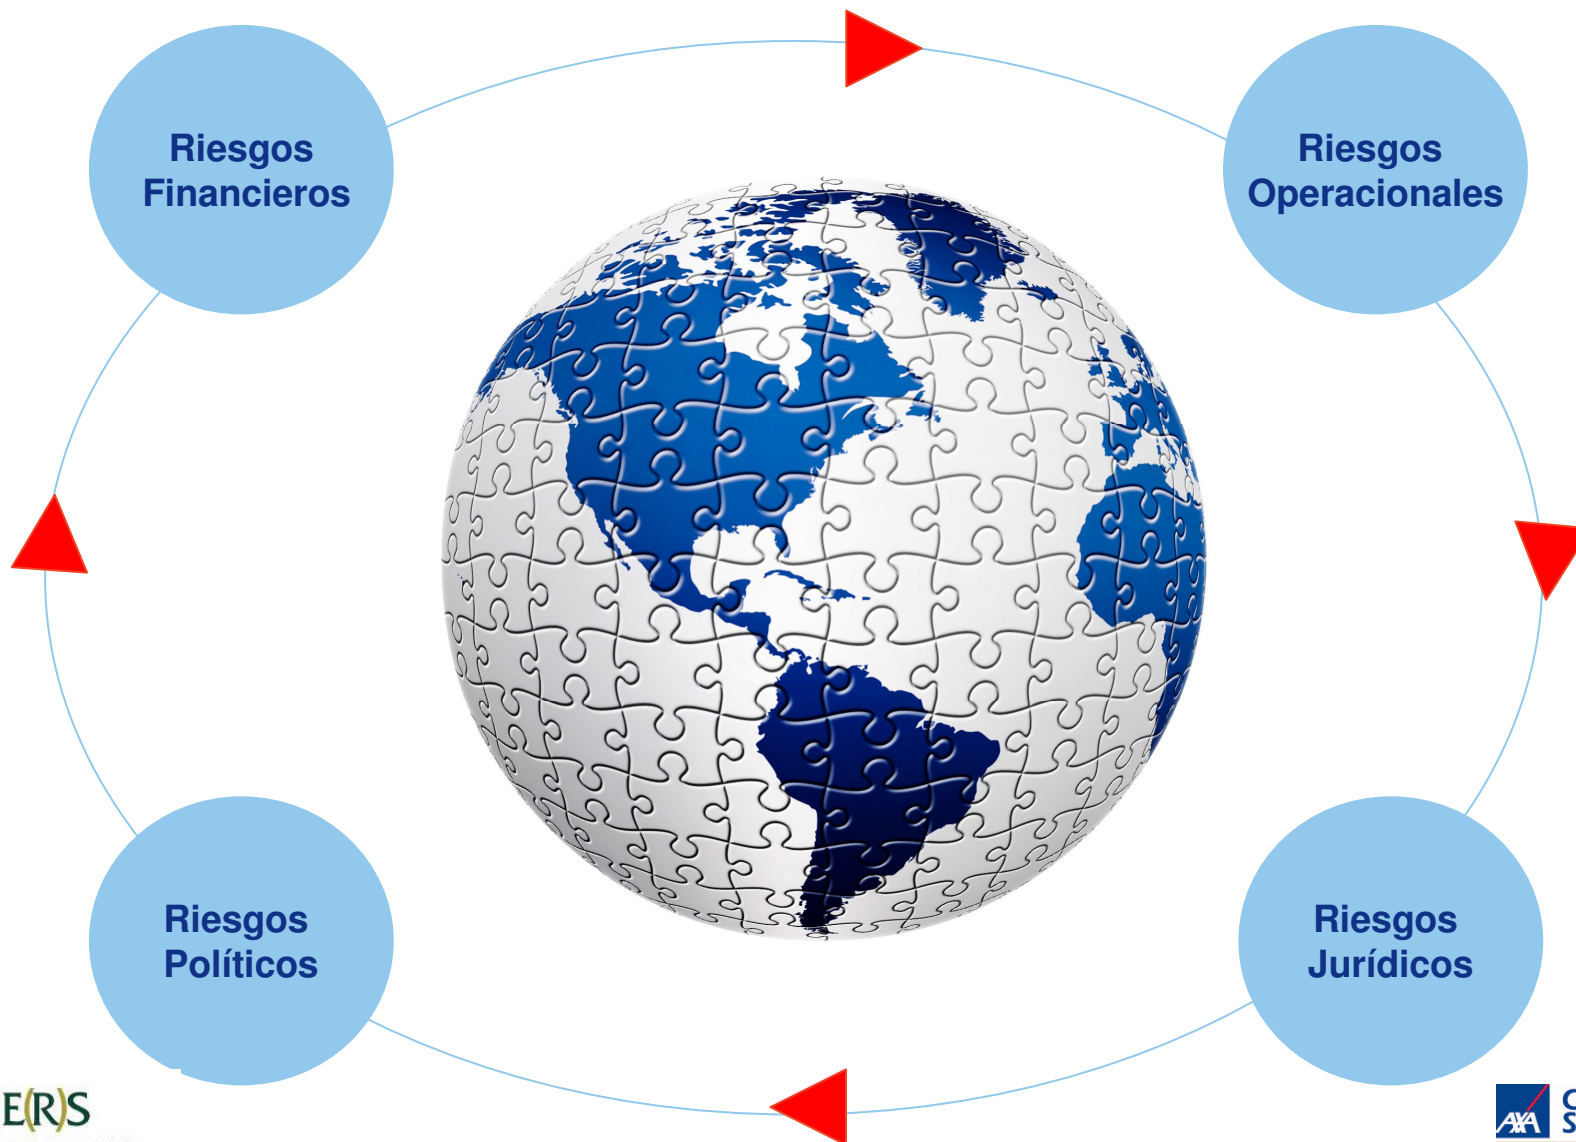 Riesgos
Financieros
Riesgos
Operacionales
Riesgos
Políticos
Riesgos
Jurídicos
E(R)S
AXA